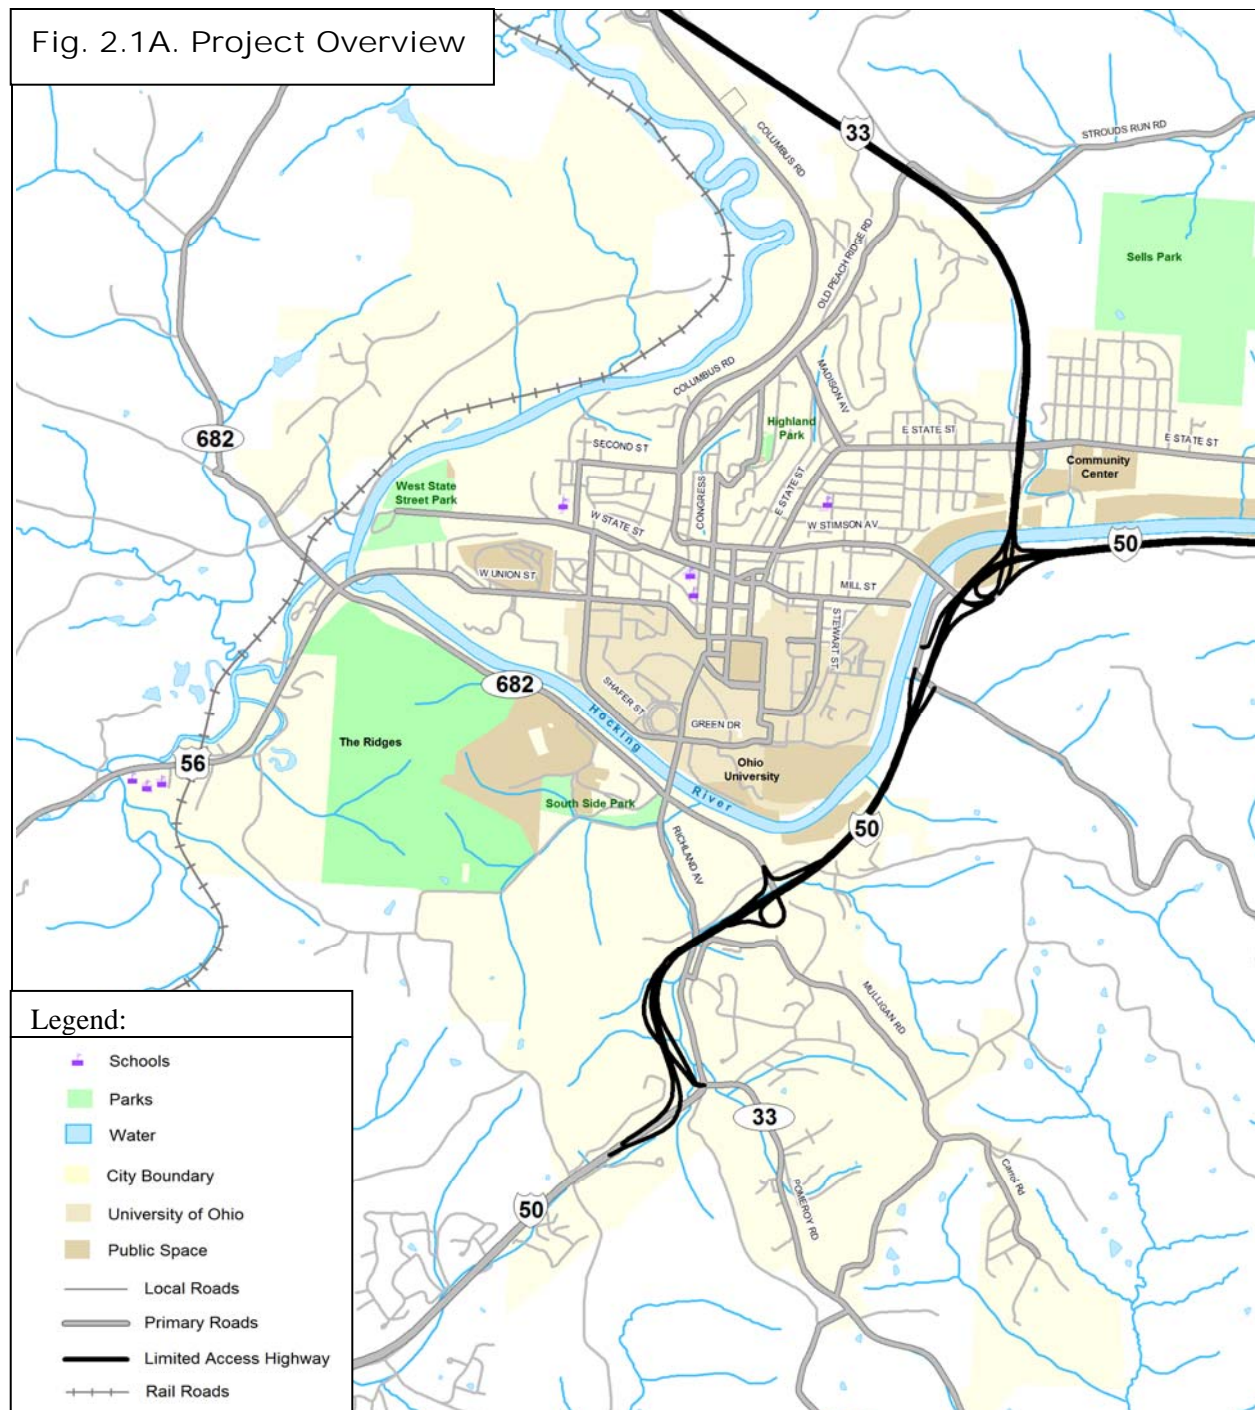 Fig. 2.1A. Project Overview
33
STROUDS RUN RD
COLUMBUS RD
OLD PEACH RIDGE RD
Sells Park
COLUMBUS RD
MADISON AV
682
Highland
Park
E STATE ST
E STATE ST
SECOND ST
Community
Center
West State
Street Park
CONGRESS
E STATE ST
W STATE ST
W STIMSON AV
50
W UNION ST
MILL ST
STEWART ST
682
SHAFER ST
Hocking
GREEN DR
The Ridges
56
Ohio
University
River
South Side Park
50
RICHLAND AV
MULLIGAN RD
33
Carrol Rd
POMEROY RD
50
Legend:
Schools
Parks
Water
City Boundary
University of Ohio
Public Space
Local Roads
Primary Roads
Limited Access Highway
Rail Roads